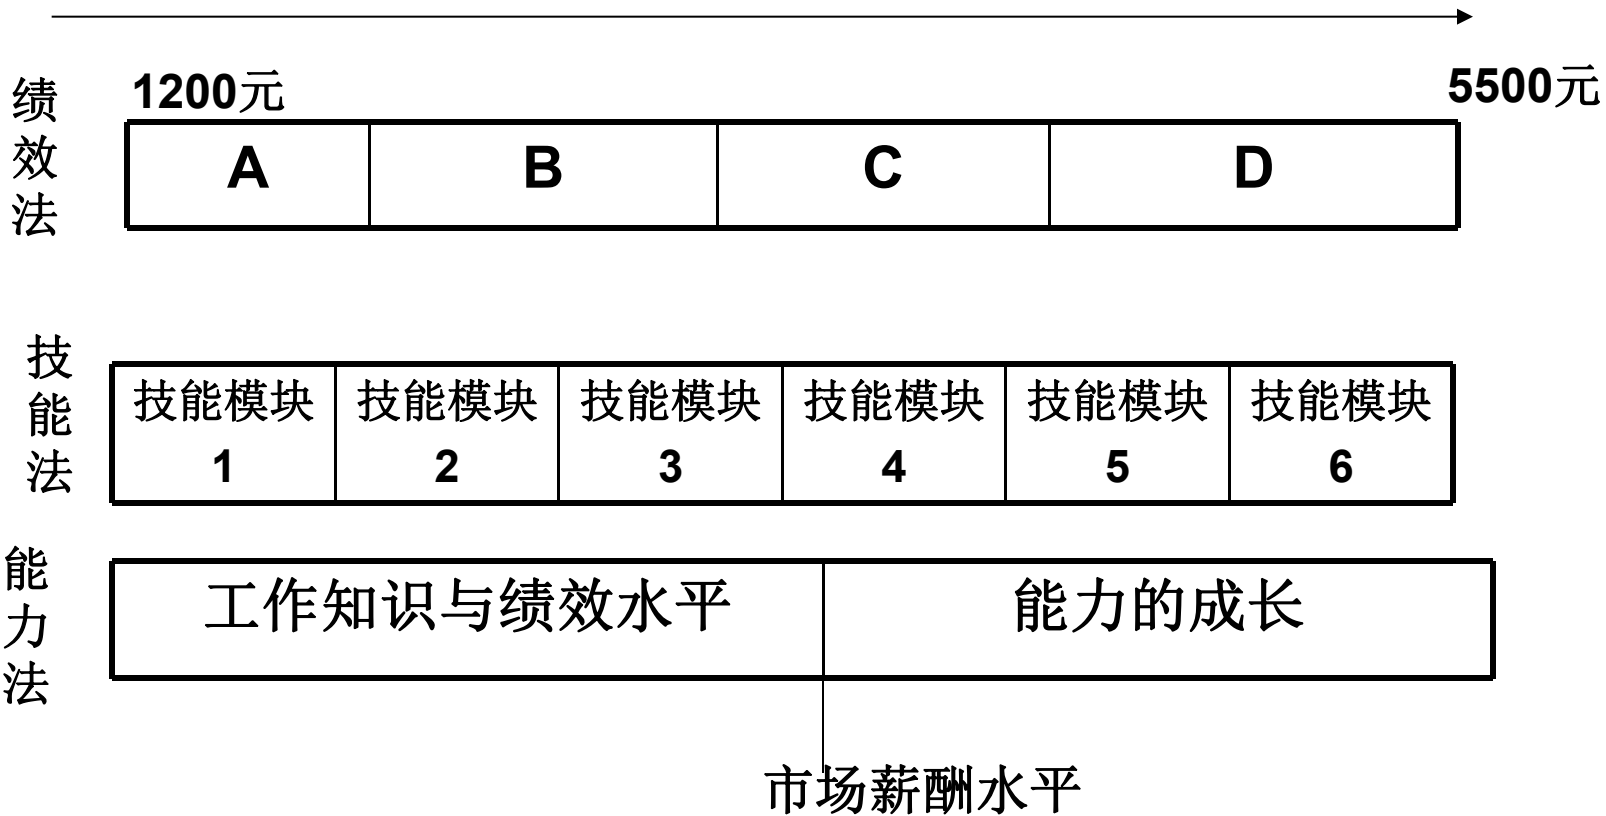 1200元
5500元
绩效法
A
B
C
D
技能法
技能模块
1
技能模块
2
技能模块
3
技能模块
4
技能模块
5
技能模块
6
能力法
工作知识与绩效水平
能力的成长
市场薪酬水平